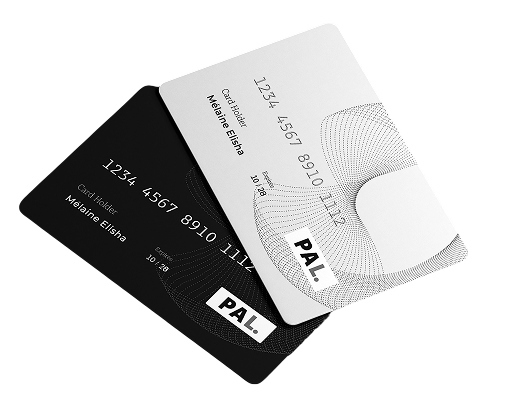 1234 4567 8910 1112
Card Holder
Mélaine Elisha
Expires
10 / 28
PAL.
1234 4567 8910 1112
Card Holder
Mélaine Elisha
Expires
10 / 28
PAL.